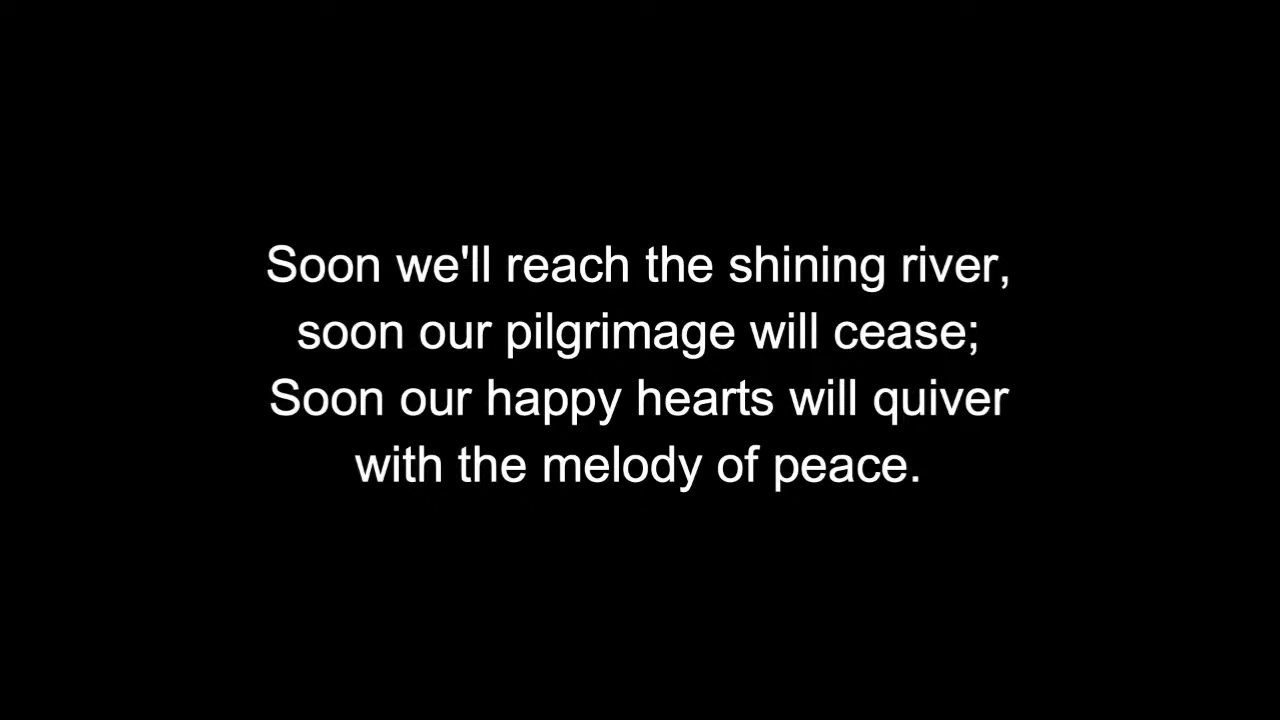 Soon we'll reach the shining river,
soon our pilgrimage will cease;
Soon our happy hearts will quiver
with the melody of peace.